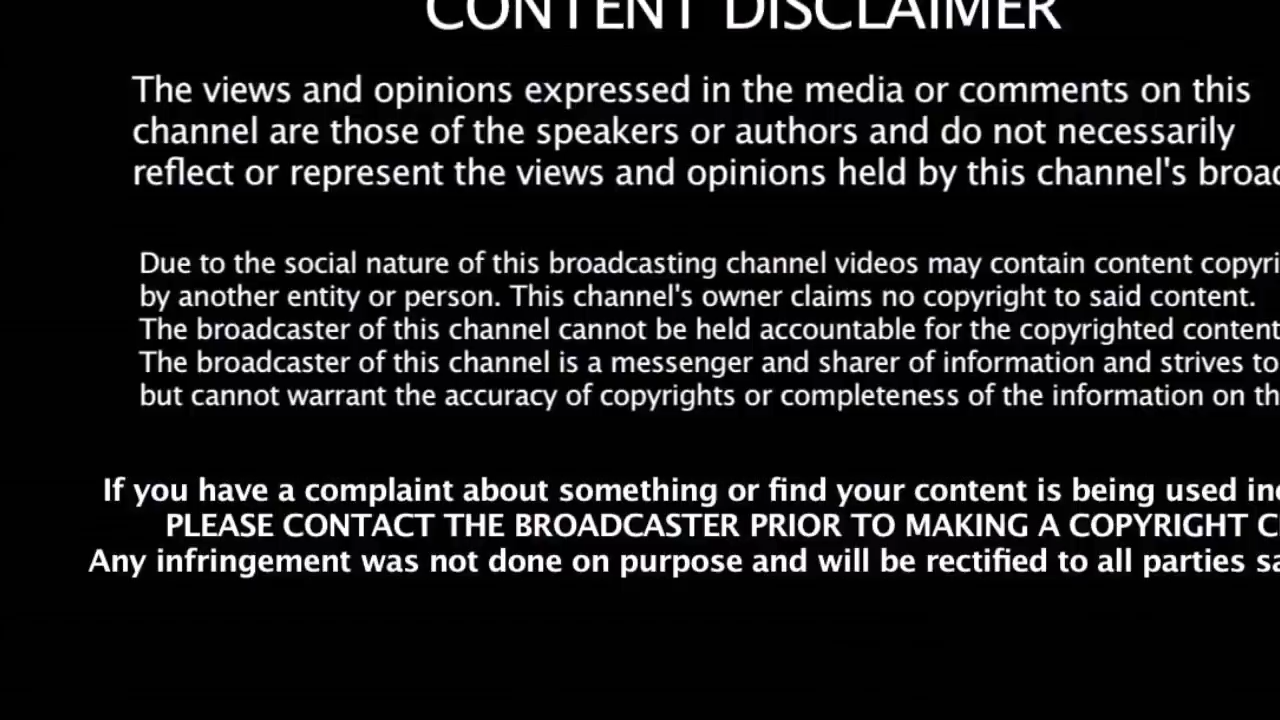 CONTENT DISCLAIMER
The views and opinions expressed in the media or comments on this
channel are those of the speakers or authors and do not necessarily
reflect or represent the views and opinions held by this channel's
Due to the social nature of this broadcasting channel videos may contain content
by another entity or person. This channel's owner claims no copyright to said content.
The broadcaster of this channel cannot be held accountable for the copyrighted content
The broadcaster of this channel is a messenger and sharer of information and strives to
but cannot warrant the accuracy of copyrights or completeness of the information on
If you have a complaint about something or find your content is being used
PLEASE CONTACT THE BROADCASTER PRIOR TO MAKING A COPYRIGHT
Any infringement was not done on purpose and will be rectified to all parties